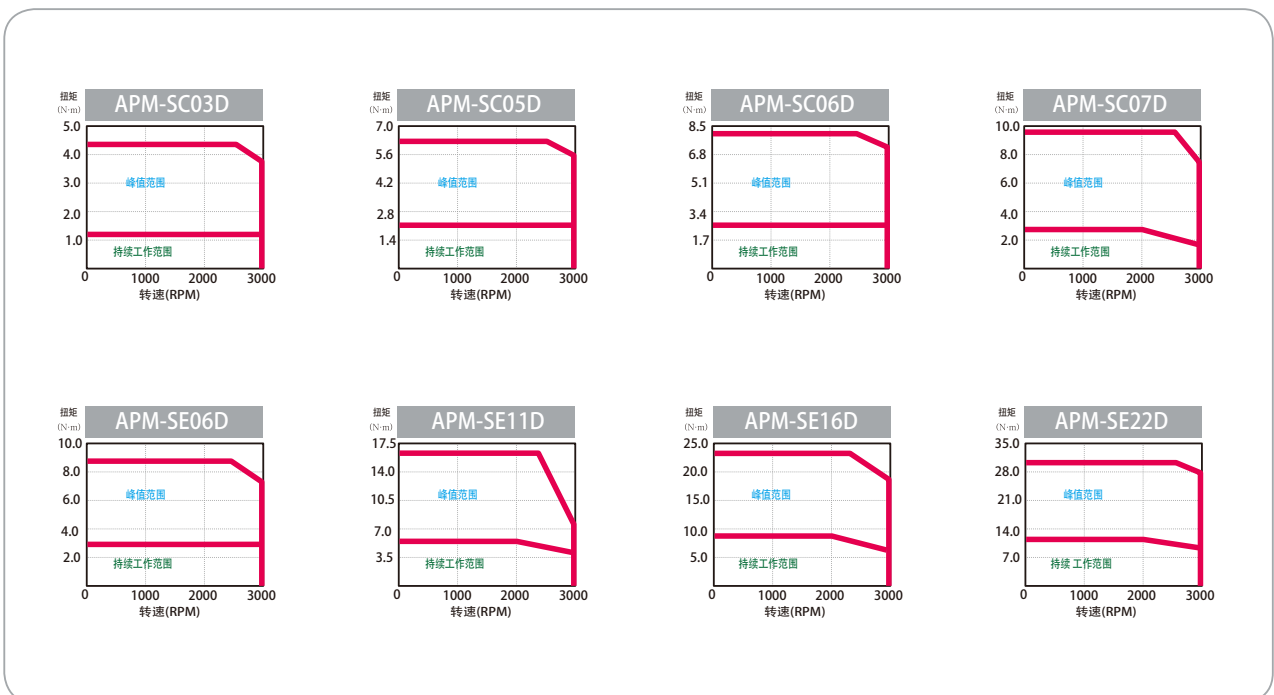 扭矩
(N·m)
APM-SC03D
5.0
4.0
3.0
2.0
1.0
峰值范围
持续工作范围
0 1000 2000 3000
转速(RPM)
扭矩
(N·m)
APM-SC05D
7.0
5.6
4.2
2.8
1.4
峰值范围
持续工作范围
0 1000 2000 3000
转速(RPM)
扭矩
(N·m)
APM-SC06D
8.5
6.8
5.1
3.4
1.7
峰值范围
持续工作范围
0 1000 2000 3000
转速(RPM)
扭矩
(N·m)
APM-SC07D
10.0
8.0
6.0
4.0
2.0
峰值范围
持续工作范围
0 1000 2000 3000
转速(RPM)
扭矩
(N·m)
APM-SE06D
10.0
8.0
6.0
4.0
2.0
峰值范围
持续工作范围
0 1000 2000 3000
转速(RPM)
扭矩
(N·m)
APM-SE11D
17.5
14.0
10.5
7.0
3.5
峰值范围
持续工作范围
0 1000 2000 3000
转速(RPM)
扭矩
(N·m)
APM-SE16D
25.0
20.0
15.0
10.0
5.0
峰值范围
持续工作范围
0 1000 2000 3000
转速(RPM)
扭矩
(N·m)
APM-SE22D
35.0
28.0
21.0
14.0
7.0
峰值范围
持续 工作范围
0 1000 2000 3000
转速(RPM)